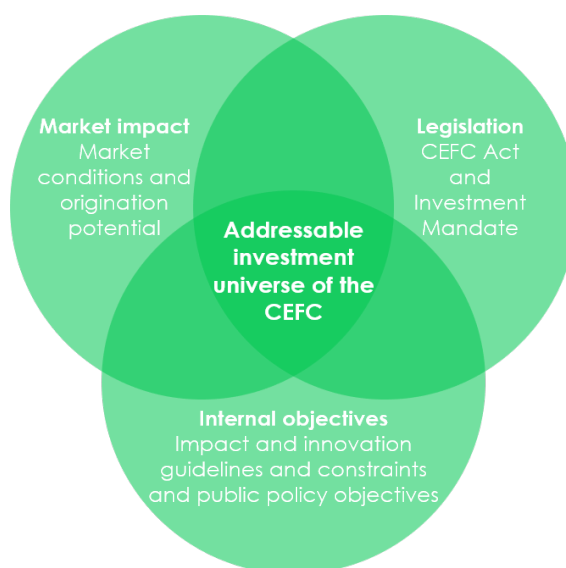 Market impact
Market
conditions and
origination
potential
Legislation
CEFC Act
and
Investment
Mandate
Addressable
investment
universe of the
CEFC
Internal objectives
Impact and innovation
guidelines and constraints
and public policy objectives